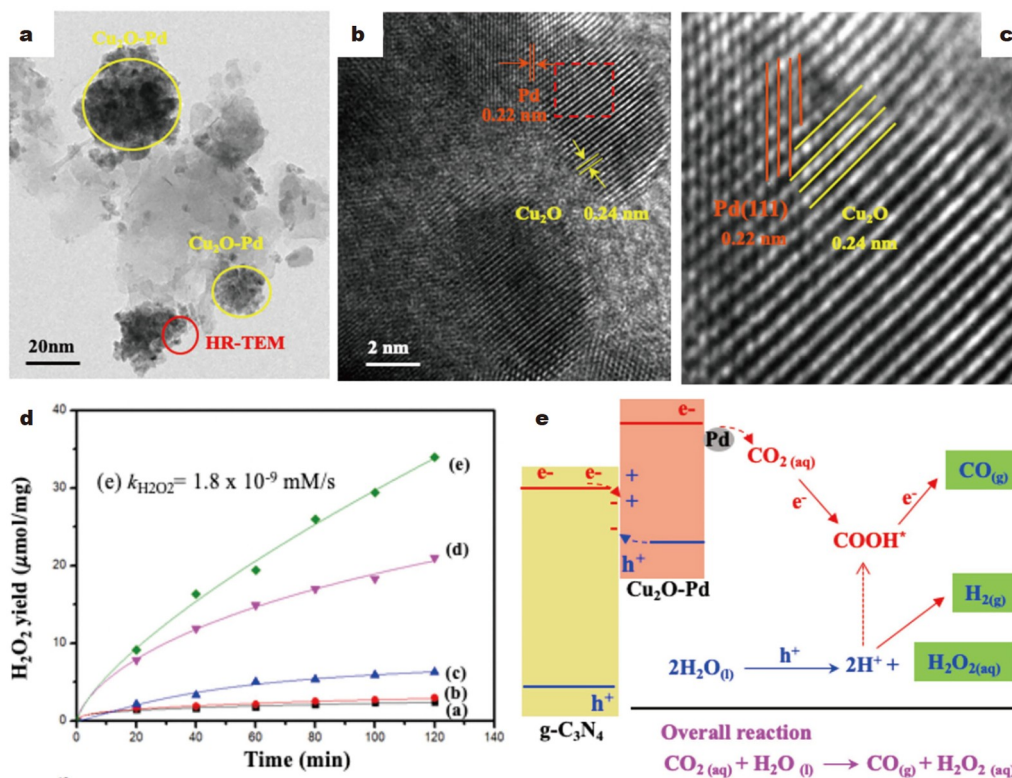 a
Cu₂O-Pd
Cu₂O-Pd
HR-TEM
20nm
b
Pd
0.22 nm
Cu₂O
0.24 nm
2 nm
c
Pd(111)
0.22 nm
Cu₂O
0.24 nm
d
(e) k_H2O2 = 1.8 x 10⁻⁹ mM/s
H₂O₂ yield (μmol/mg)
40
30
20
10
0
(e)
(d)
(c)
(b)
(a)
0 20 40 60 80 100 120 140
Time (min)
e
e-
Pd
CO₂ (aq)
CO(g)
e- e-
+
+
-
-
e⁻
e⁻
COOH*
h⁺
Cu₂O-Pd
H₂(g)
2H₂O(l) h⁺ 2H⁺ + H₂O₂(aq)
h⁺
g-C₃N₄
Overall reaction
CO₂ (aq) + H₂O (l) → CO(g) + H₂O₂ (aq)